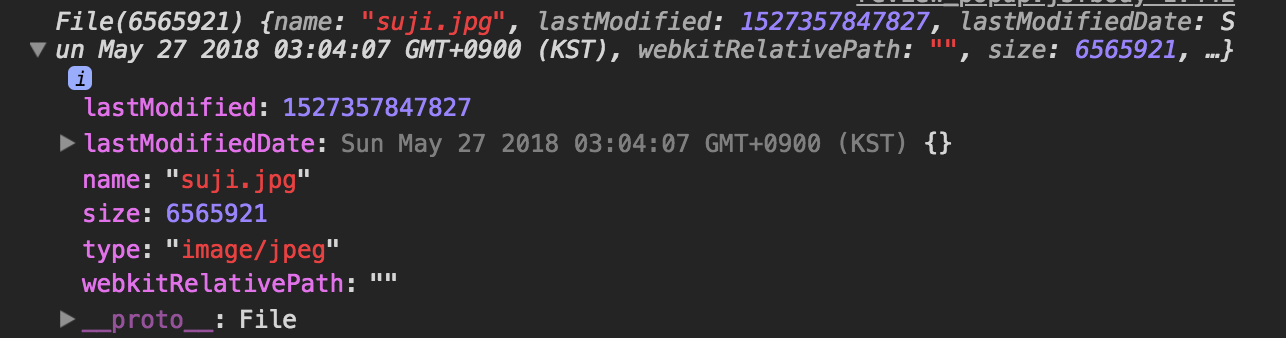 File(6565921) {name: "suji.jpg", lastModified: 1527357847827, lastModifiedDate: S
un May 27 2018 03:04:07 GMT+0900 (KST), webkitRelativePath: "", size: 6565921, …}
i
lastModified: 1527357847827
lastModifiedDate: Sun May 27 2018 03:04:07 GMT+0900 (KST) {}
name: "suji.jpg"
size: 6565921
type: "image/jpeg"
webkitRelativePath: ""
__proto__: File